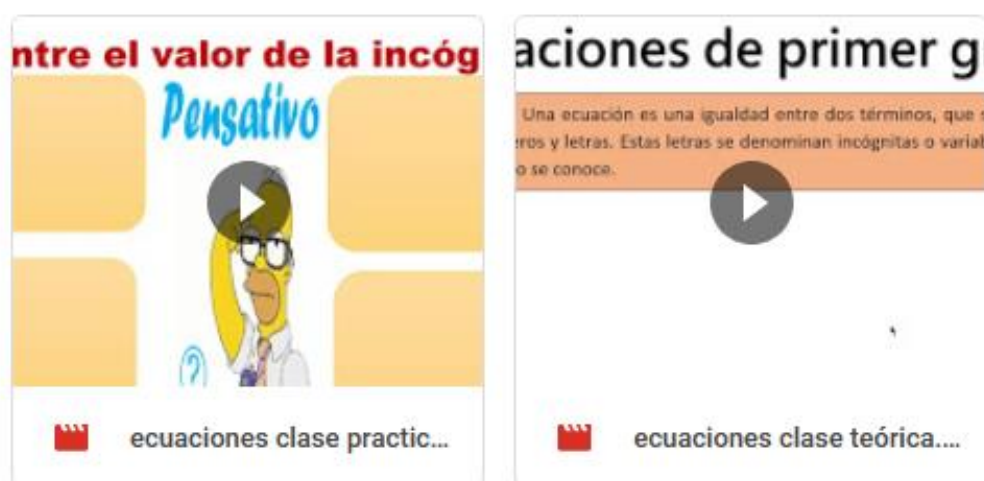 ntre el valor de la incóg
Pensativo
?
ecuaciones clase practic...
aciones de primer g
Una ecuación es una igualdad entre dos términos, que s
ros y letras. Estas letras se denominan incógnitas o variab
o se conoce.
ecuaciones clase teórica....